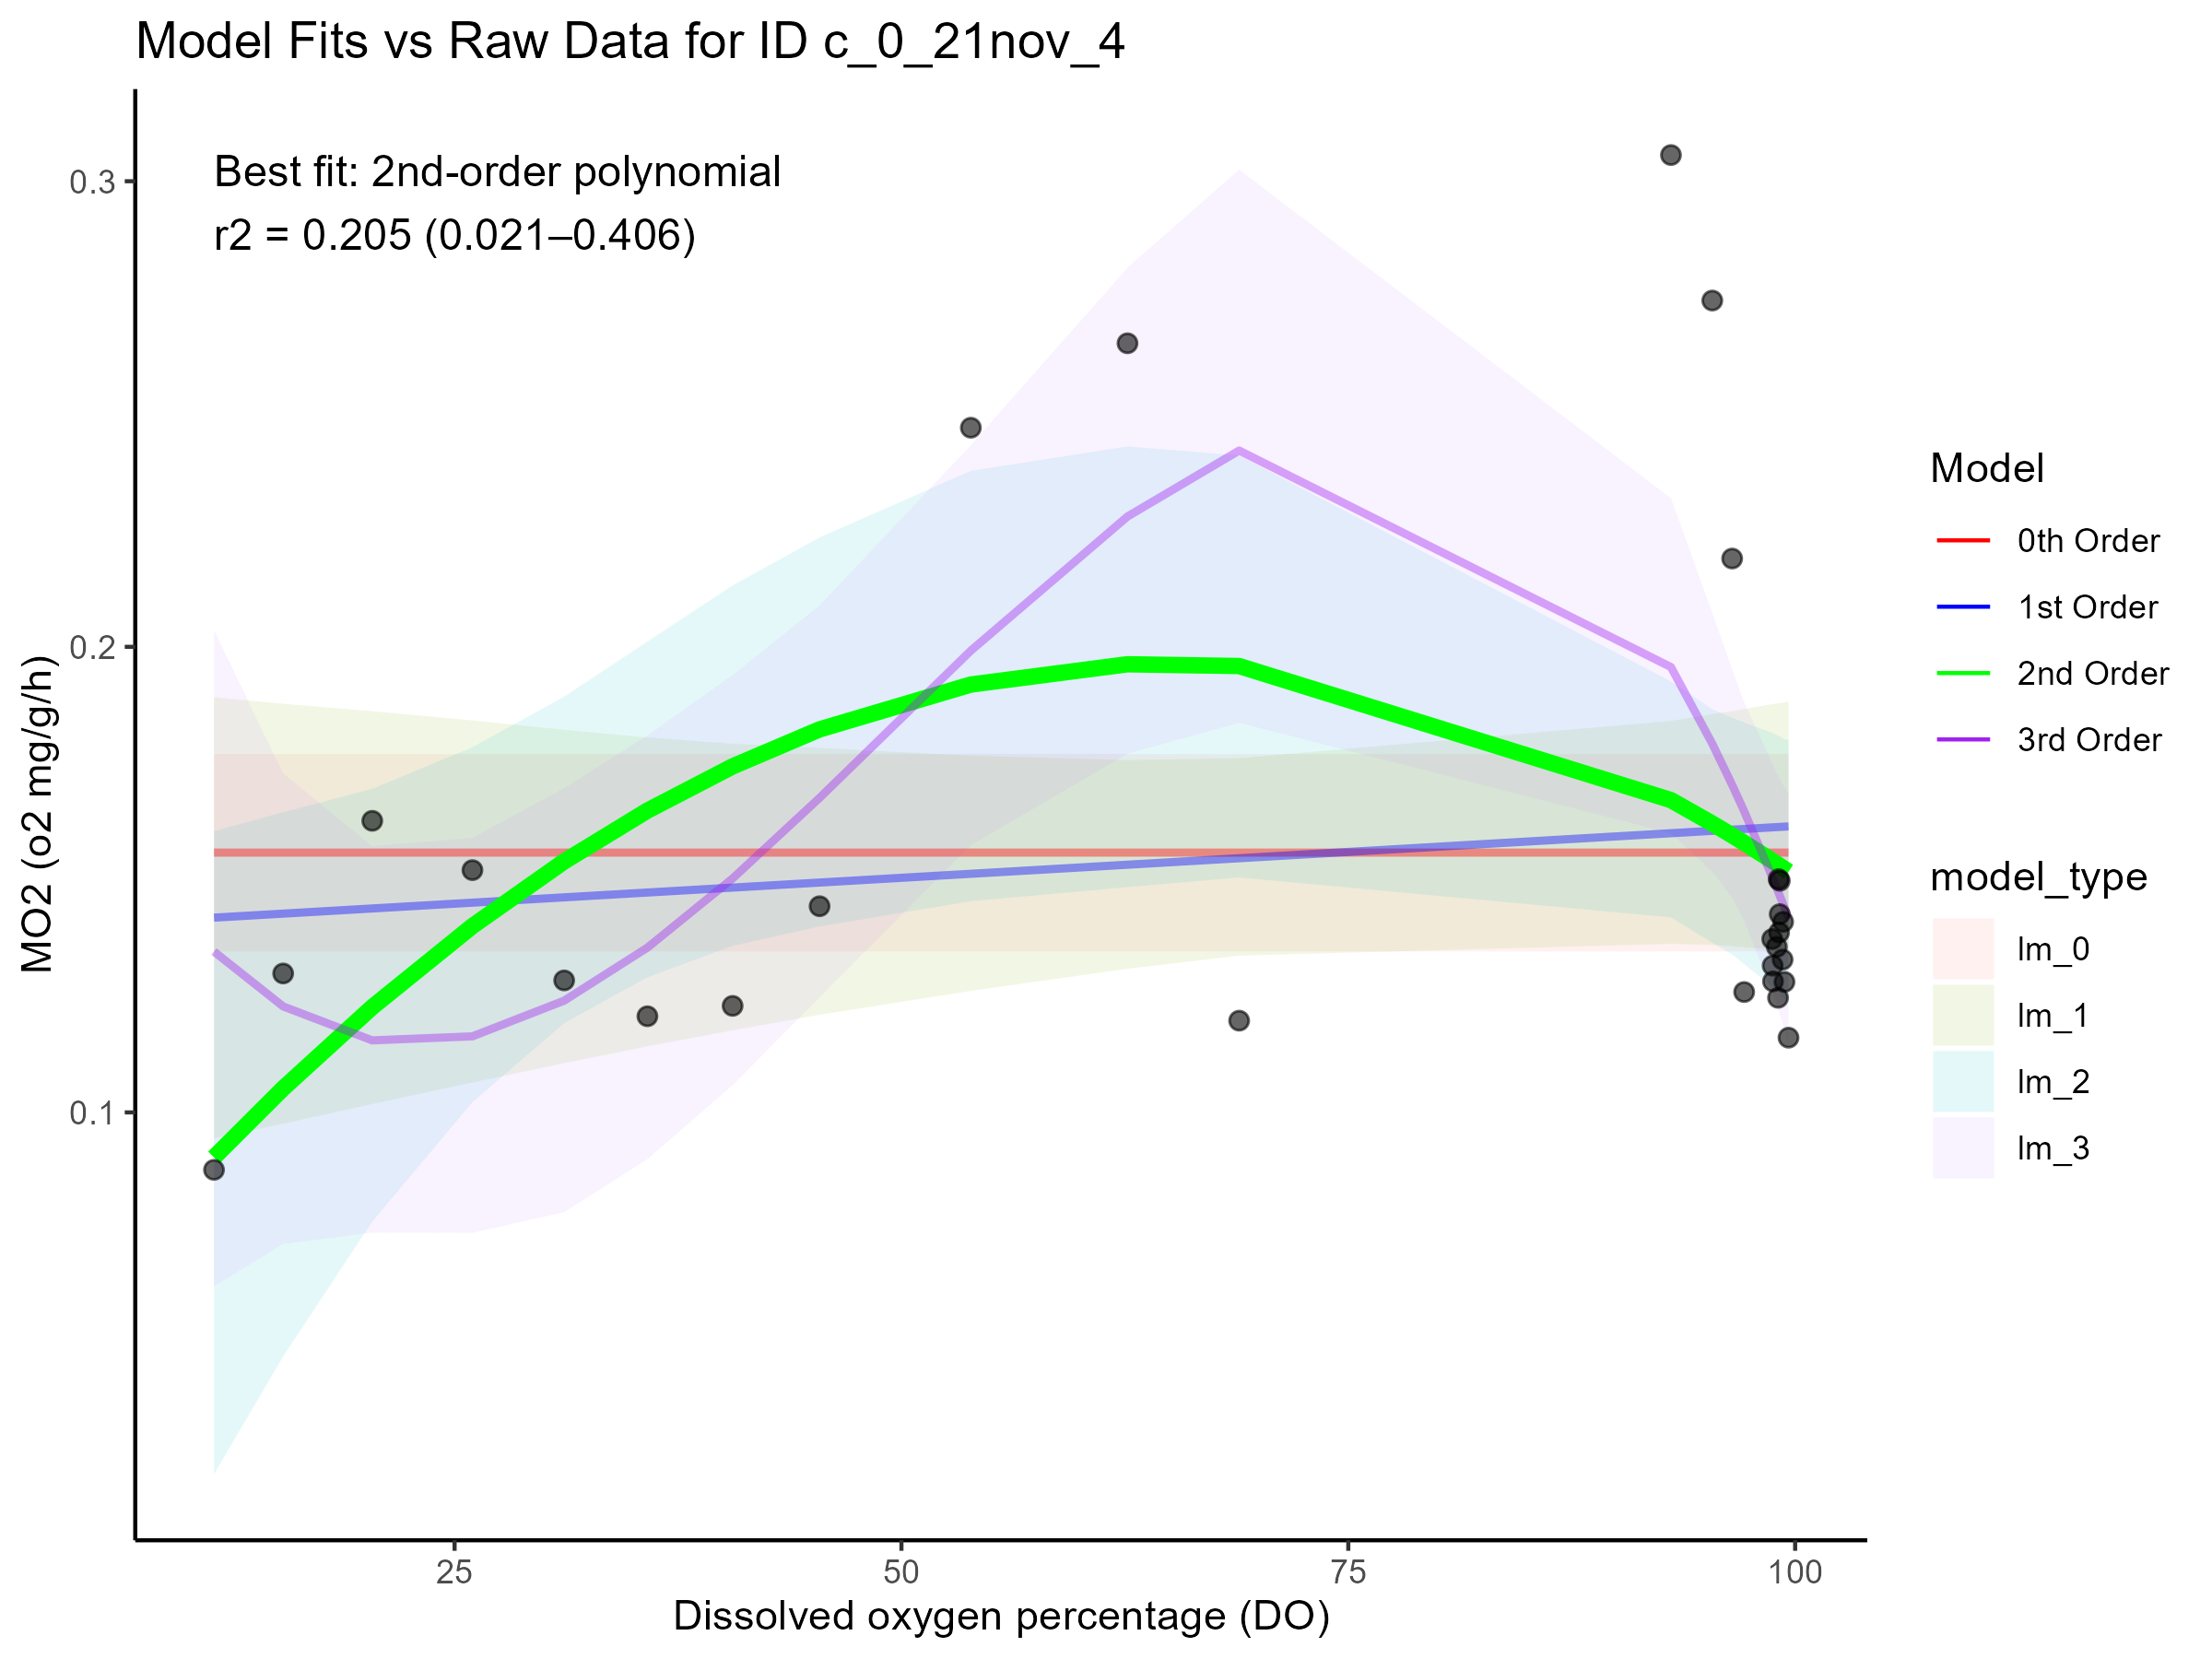 Model Fits vs Raw Data for ID c_0_21nov_4
Best fit: 2nd-order polynomial
r2 = 0.205 (0.021–0.406)
0.3
0.2
0.1
MO2 (o2 mg/g/h)
25
50
75
100
Dissolved oxygen percentage (DO)
Model
0th Order
1st Order
2nd Order
3rd Order
model_type
lm_0
lm_1
lm_2
lm_3